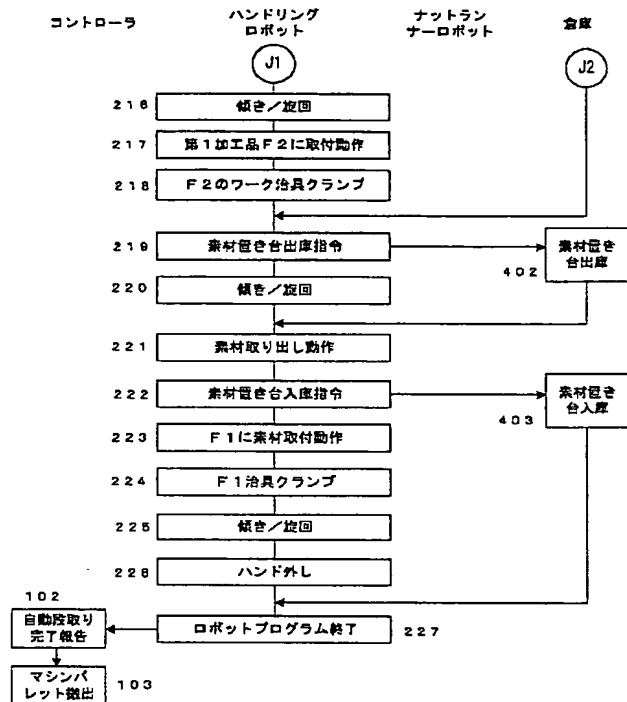 コントローラ
ハンドリング
ロボット
ナットラン
ナーロボット
倉庫
J1
J2
216
傾き/旋回
217
第1加工品F2に取付動作
218
F2のワーク治具クランプ
219
素材置き台出庫指令
素材置き
台出庫
402
220
傾き/旋回
221
素材取り出し動作
222
素材置き台入庫指令
素材置き
台入庫
403
223
F1に素材取付動作
224
F1治具クランプ
225
傾き/旋回
226
ハンド外し
102
自動段取り
完了報告
ロボットプログラム終了
227
マシンパ
レット搬出
103